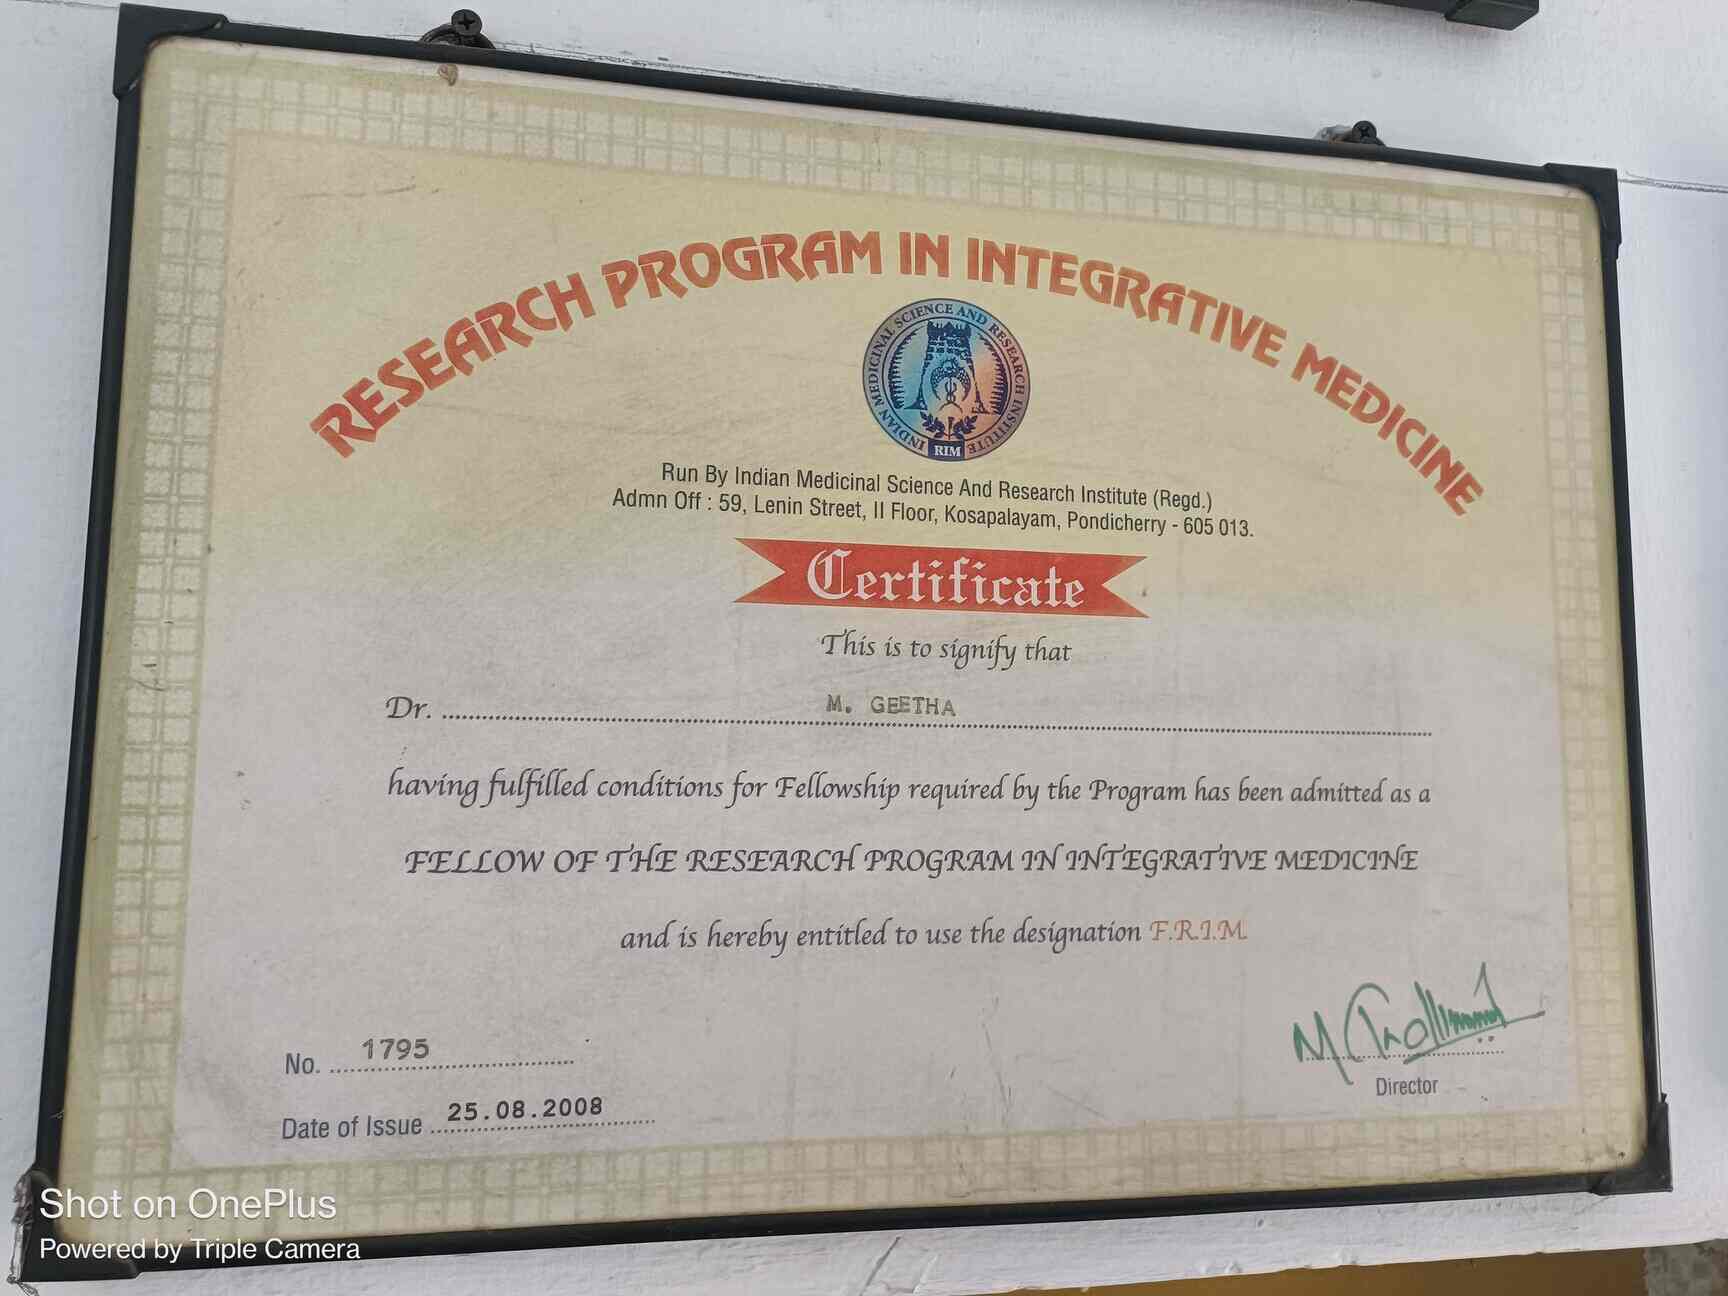 RESEARCH PROGRAM IN INTEGRATIVE MEDICINE
INDIAN MEDICINAL SCIENCE AND RESEARCH INSTITUTE
RIM
Run By Indian Medicinal Science And Research Institute (Regd.)
Admn Off : 59, Lenin Street, II Floor, Kosapalayam, Pondicherry - 605 013.
Certificate
This is to signify that
Dr. M. GEETHA
having fulfilled conditions for Fellowship required by the Program has been admitted as a
FELLOW OF THE RESEARCH PROGRAM IN INTEGRATIVE MEDICINE
and is hereby entitled to use the designation F.R.I.M.
No. 1795
Director
Date of Issue 25.08.2008
Shot on OnePlus
Powered by Triple Camera